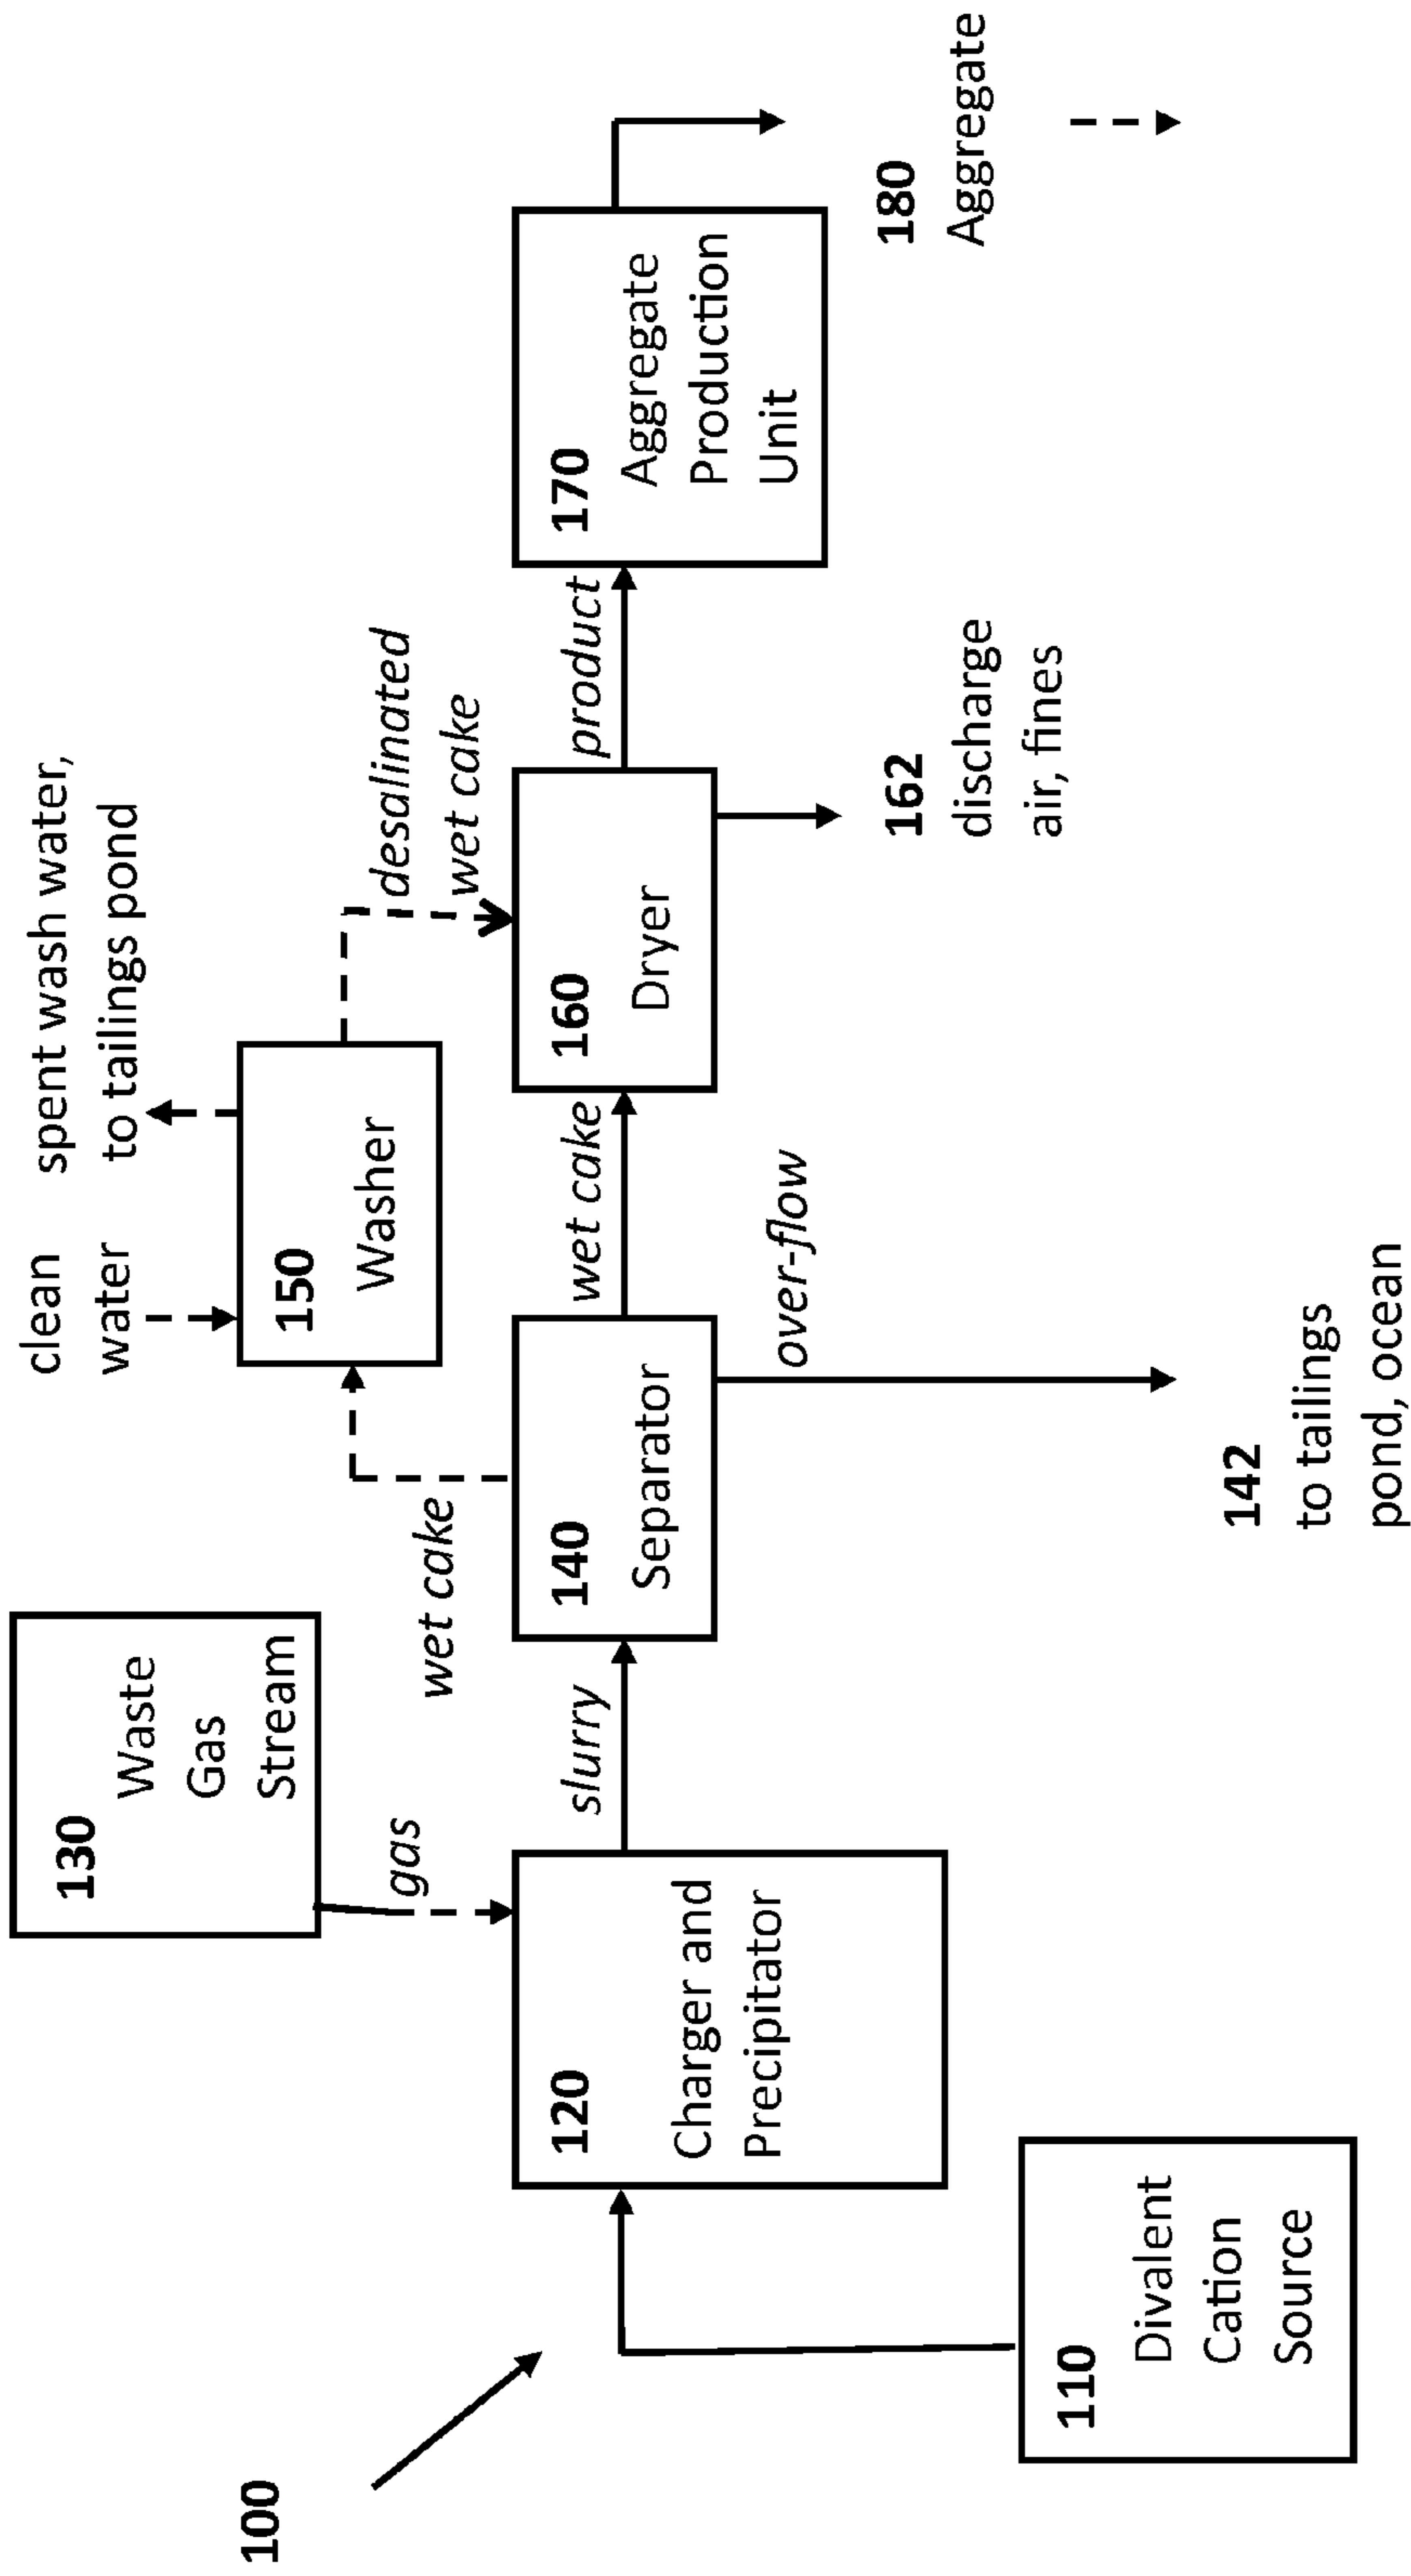 100
110
Divalent
Cation
Source
120
Charger and
Precipitator
130
Waste
Gas
Stream
gas
slurry
140
Separator
wet cake
wet cake
over-flow
142
to tailings
pond, ocean
clean
water
150
Washer
spent wash water,
to tailings pond
desalinated
wet cake
160
Dryer
162
discharge
air, fines
product
170
Aggregate
Production
Unit
180
Aggregate